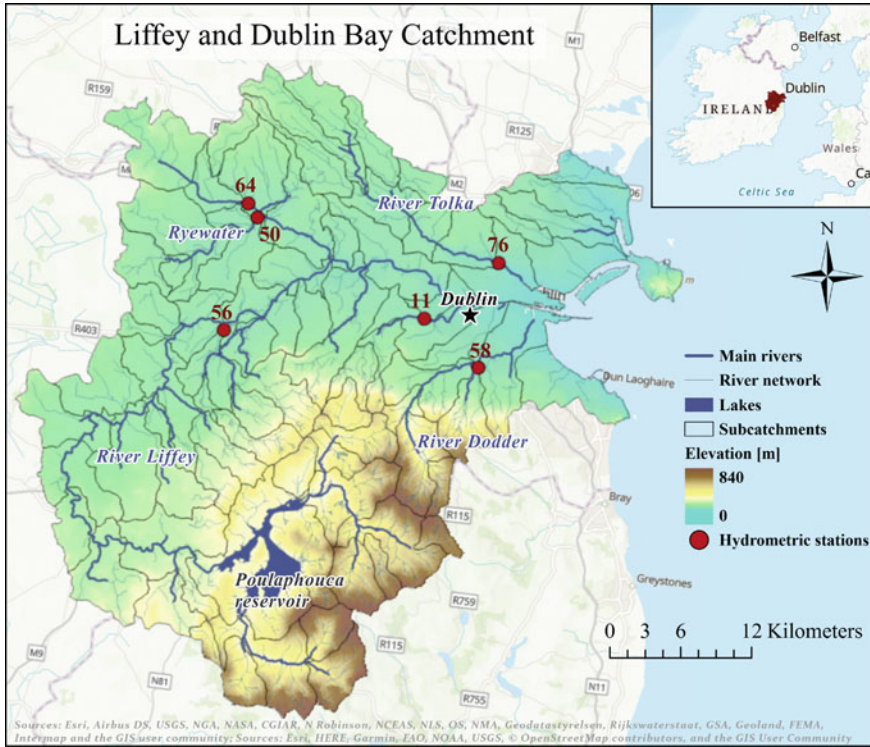 Liffey and Dublin Bay Catchment
M1
R159
R125
M2
Belfast
Dublin
IRELAND
Wales
Celtic Sea
64
50
Ryewater
River Tolka
76
N
m
Dublin
11
56
R403
58
Dun Laoghaire
River Liffey
River Dodder
Main rivers
River network
Lakes
Subcatchments
Elevation [m]
840
0
Hydrometric stations
Bray
R115
Poulaphouca
reservoir
Greystones
R759
0 3 6 12 Kilometers
R115
M9
N81
R755
N11
Sources: Esri, Airbus DS, USGS, NGA, NASA, CGIAR, N Robinson, NCEAS, NLS, OS, NMA, Geodatastyrelsen, Rijkswaterstaat, GSA, Geoland, FEMA,
Intermap and the GIS user community; Sources: Esri, HERE, Garmin, FAO, NOAA, USGS, © OpenStreetMap contributors, and the GIS User Community